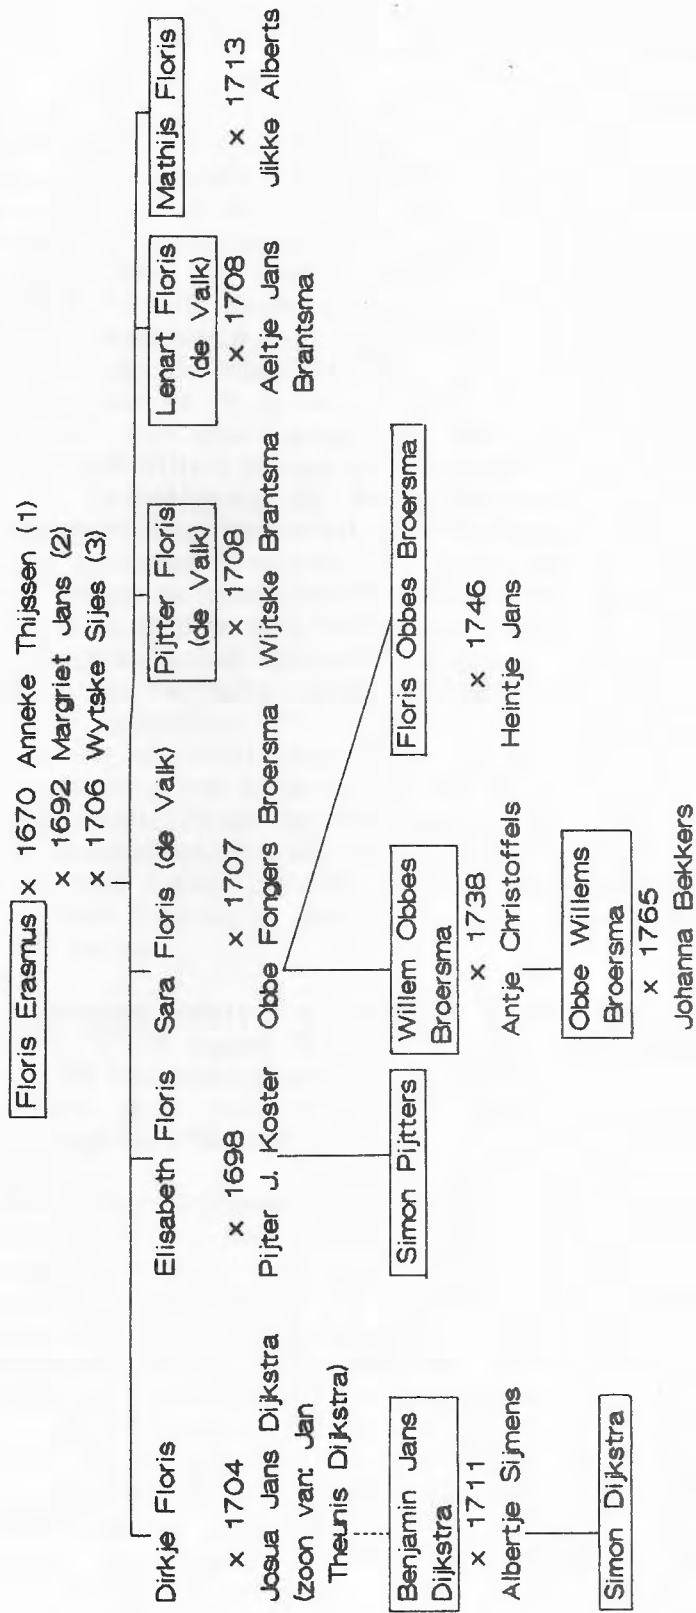 Floris Erasmus × 1670 Anneke Thijssen (1)
× 1692 Margriet Jans (2)
× 1706 Wytske Sijes (3)
Dirkje Floris
× 1704
Josua Jans Dijkstra
(zoon van: Jan
Theunis Dijkstra)
Benjamin Jans
Dijkstra
× 1711
Albertje Sijmens
Simon Dijkstra
Elisabeth Floris
× 1698
Pijter J. Koster
Simon Pijtters
Sara Floris (de Valk)
× 1707
Obbe Fongers Broersma
Willem Obbes
Broersma
× 1738
Antje Christoffels
Obbe Willems
Broersma
× 1765
Johanna Bekkers
Floris Obbes Broersma
× 1746
Heintje Jans
Pijtter Floris
(de Valk)
× 1708
Wijtske Brantsma
Lenart Floris
(de Valk)
× 1708
Aeltje Jans
Brantsma
Mathijs Floris
× 1713
Jikke Alberts